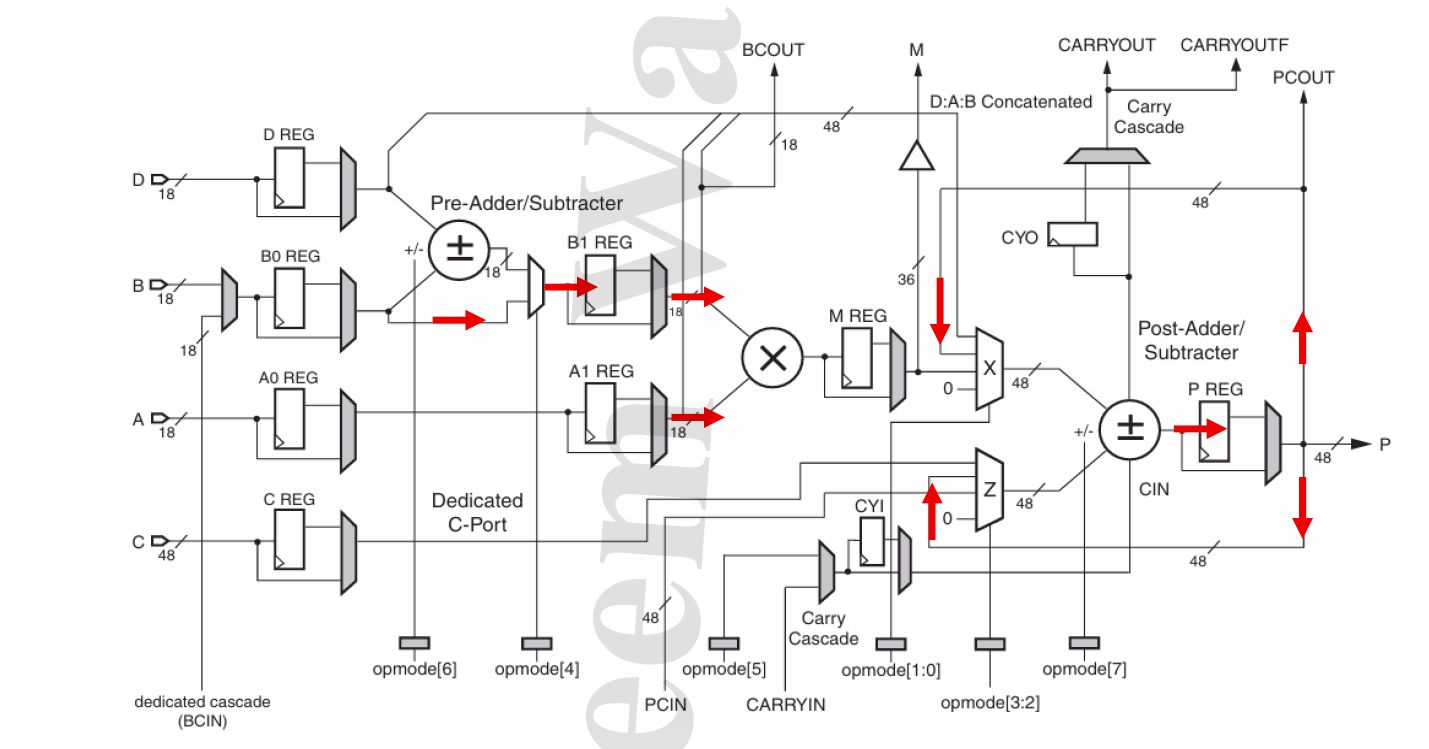 BCOUT
M
CARRYOUT
CARRYOUTF
PCOUT
D:A:B Concatenated
Carry
Cascade
48
18
D REG
D
18
Pre-Adder/Subtracter
+/-
18
48
B0 REG
B
18
18
B1 REG
18
CYO
36
M REG
Post-Adder/
Subtracter
X
0
48
P REG
A0 REG
A
18
A1 REG
18
+/-
48
P
C REG
C
48
Dedicated
C-Port
Z
0
48
CIN
CYI
48
48
Carry
Cascade
opmode[6]
opmode[4]
opmode[5]
opmode[1:0]
opmode[7]
opmode[3:2]
dedicated cascade
(BCIN)
PCIN
CARRYIN
eem Wa